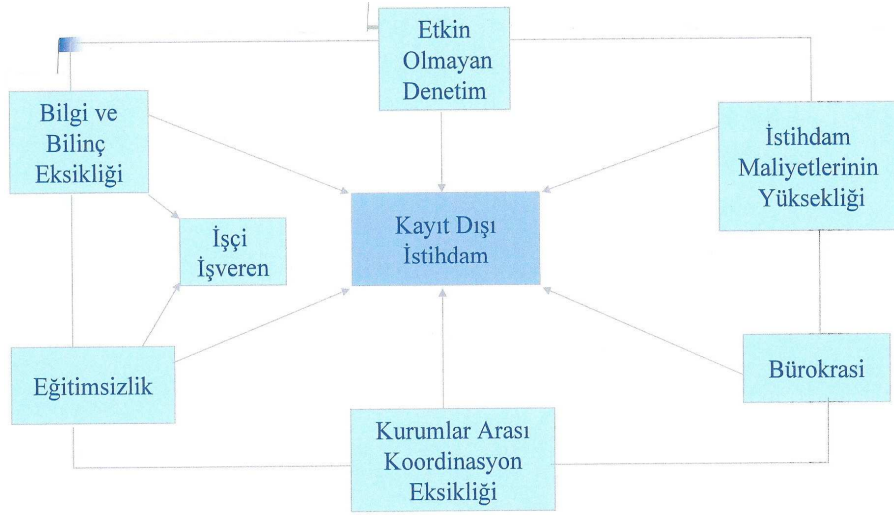 Etkin
Olmayan
Denetim
Bilgi ve
Bilinç
Eksikliği
İstihdam
Maliyetlerinin
Yüksekliği
İşçi
İşveren
Kayıt Dışı
İstihdam
Eğitimsizlik
Bürokrasi
Kurumlar Arası
Koordinasyon
Eksikliği